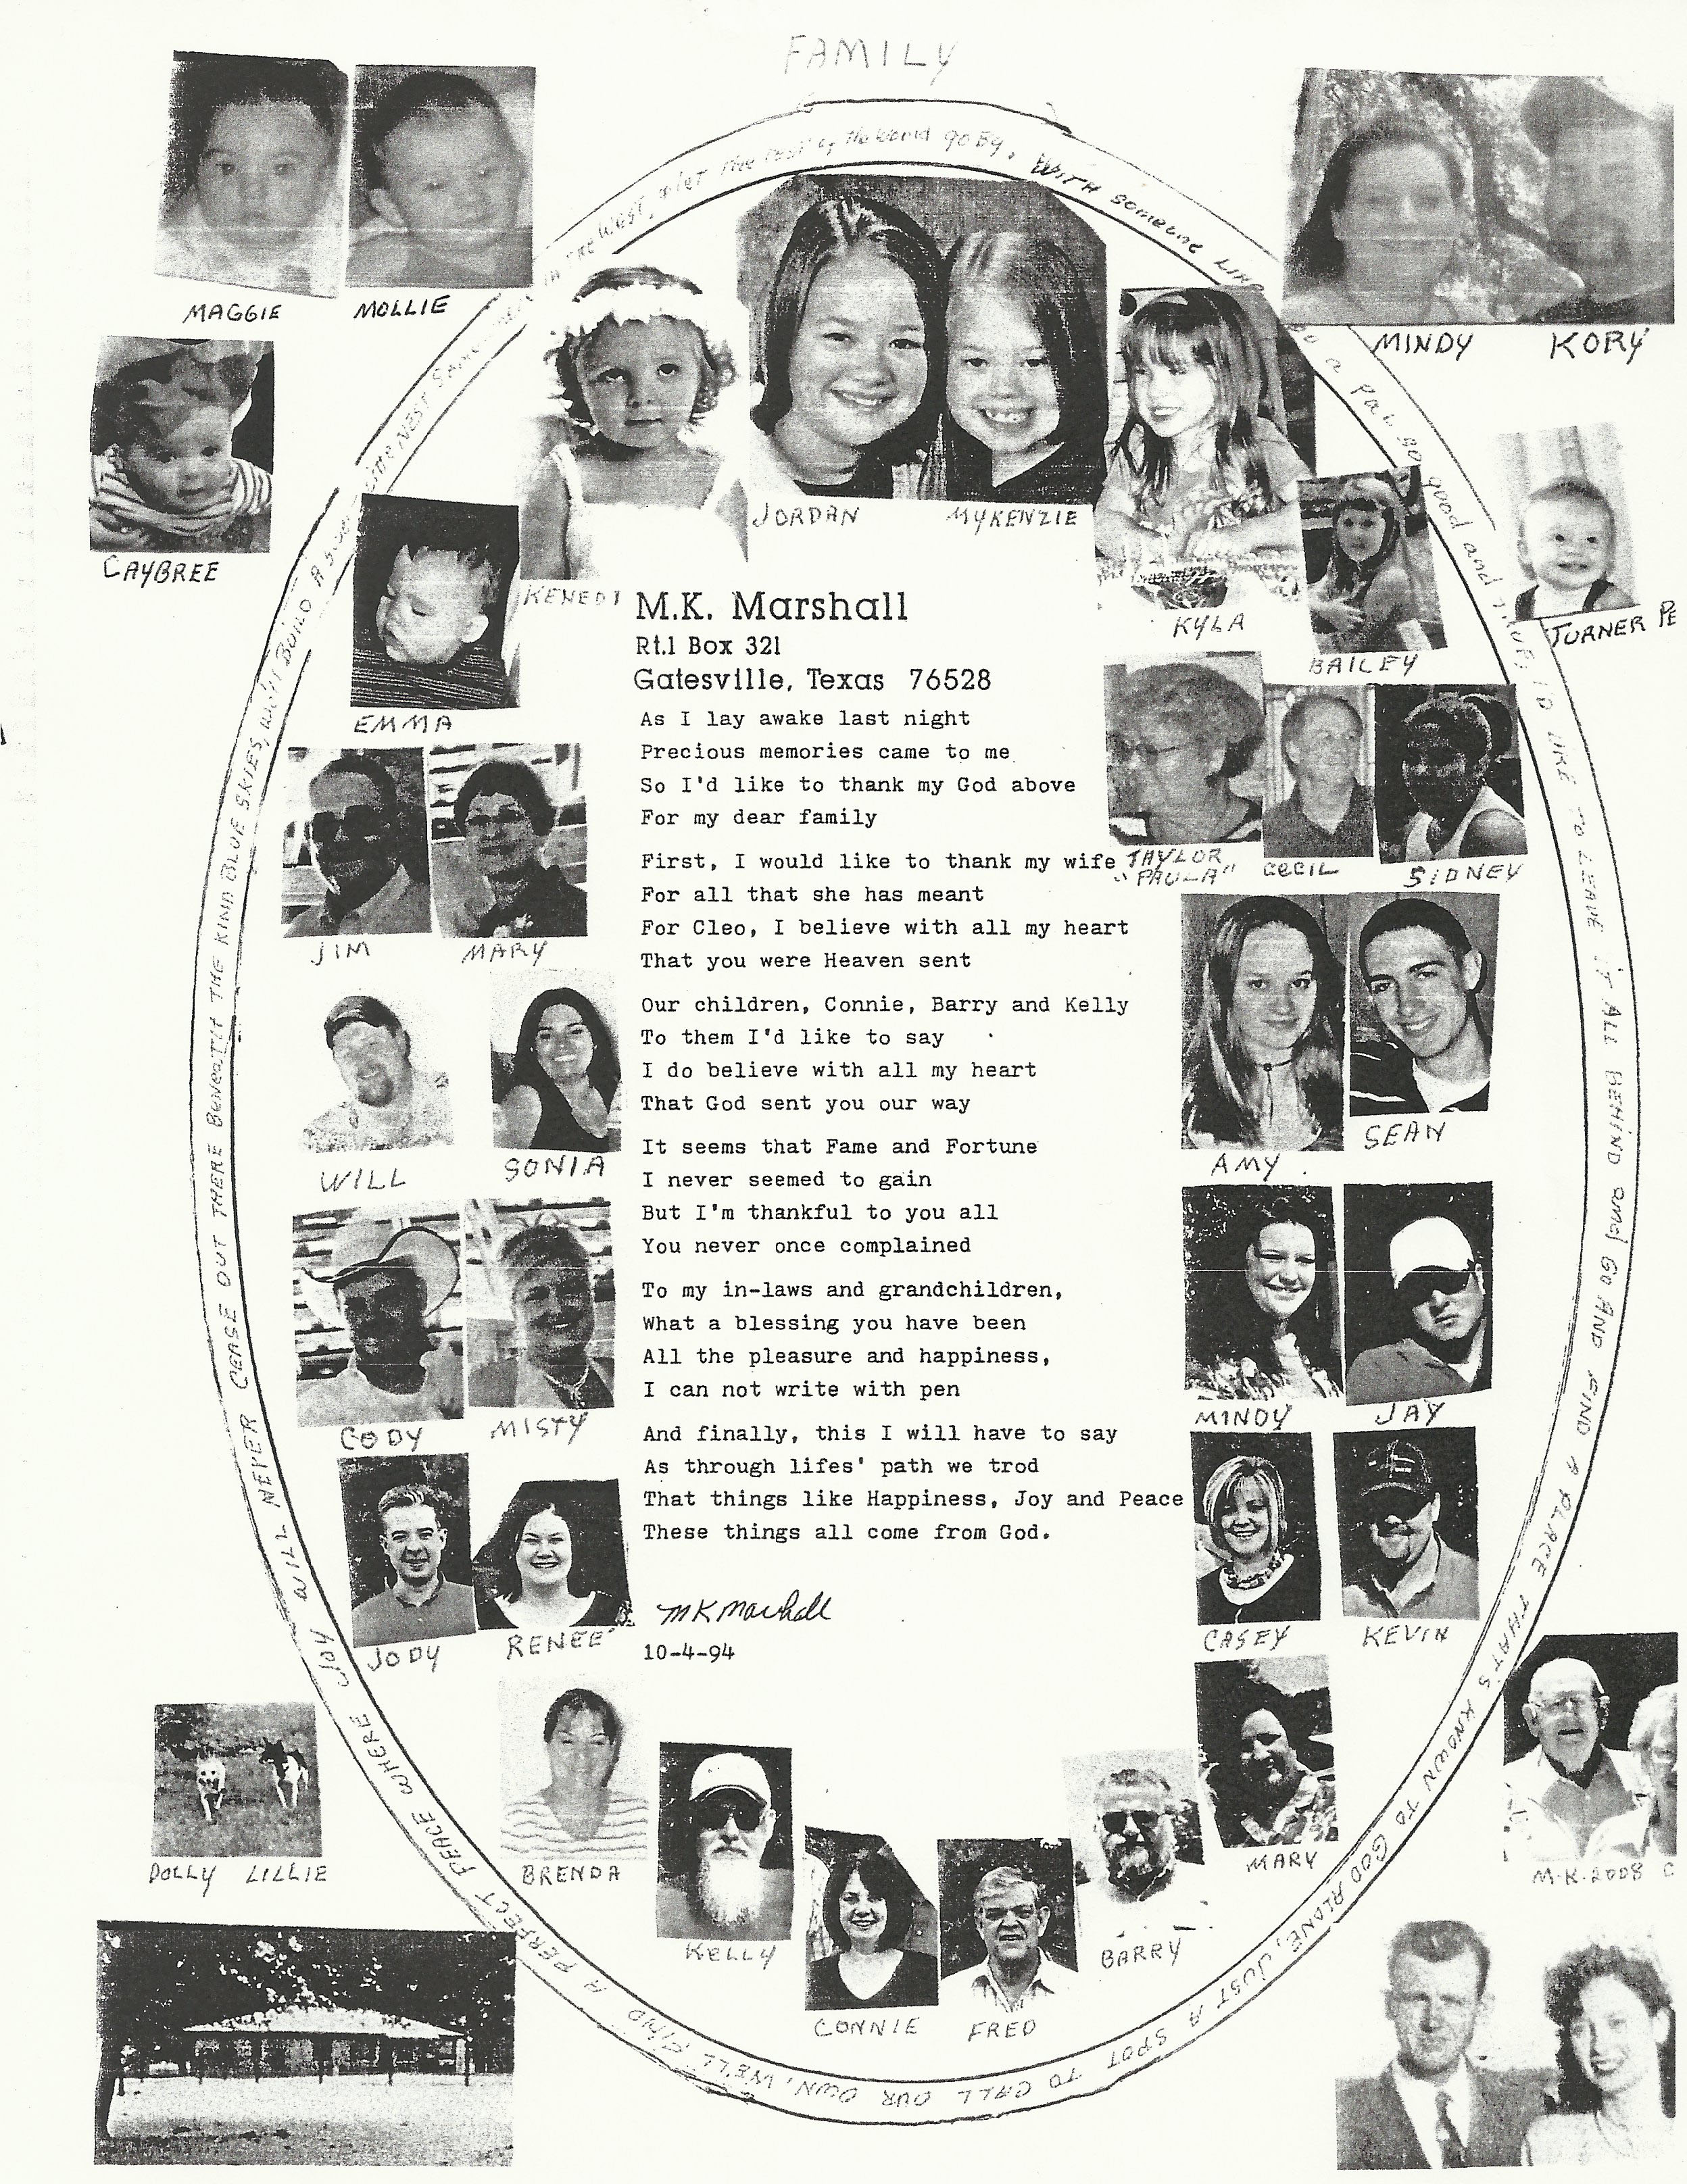 FAMILY
WITH someone LIKE
a Pal so good and TRUE, I'D LIKE TO LEAVE IT ALL BEHIND and GO AND FIND A PLACE THAT'S KNOWN TO GOD ALONE, JUST A SPOT TO CALL OUR OWN, WE'LL FIND A PERFECT PEACE WHERE JOY WILL NEVER CEASE OUT THERE BENEATH THE KIND BLUE SKIES, BUILD A
NEST
THE WEST, let the rest of the World go By.
MAGGIE MOLLIE
MINDY KORY
CAYBREE
JORDAN MYKENZIE
KENEDI
KYLA
TURNER PE
BAILEY
EMMA
M.K. Marshall
Rt.1 Box 321
Gatesville, Texas 76528
As I lay awake last night
Precious memories came to me
So I'd like to thank my God above
For my dear family
First, I would like to thank my wife
For all that she has meant
For Cleo, I believe with all my heart
That you were Heaven sent
Our children, Connie, Barry and Kelly
To them I'd like to say
I do believe with all my heart
That God sent you our way
It seems that Fame and Fortune
I never seemed to gain
But I'm thankful to you all
You never once complained
To my in-laws and grandchildren,
What a blessing you have been
All the pleasure and happiness,
I can not write with pen
And finally, this I will have to say
As through lifes' path we trod
That things like Happiness, Joy and Peace
These things all come from God.
MK Marshall
10-4-94
TAYLOR
"PAULA"
CECIL
SIDNEY
JIM MARY
AMY SEAN
WILL SONIA
MINDY JAY
CODY MISTY
CASEY KEVIN
JODY RENEE
DOLLY LILLIE
BRENDA
MARY
M.K. 2008 C
KELLY
BARRY
CONNIE FRED